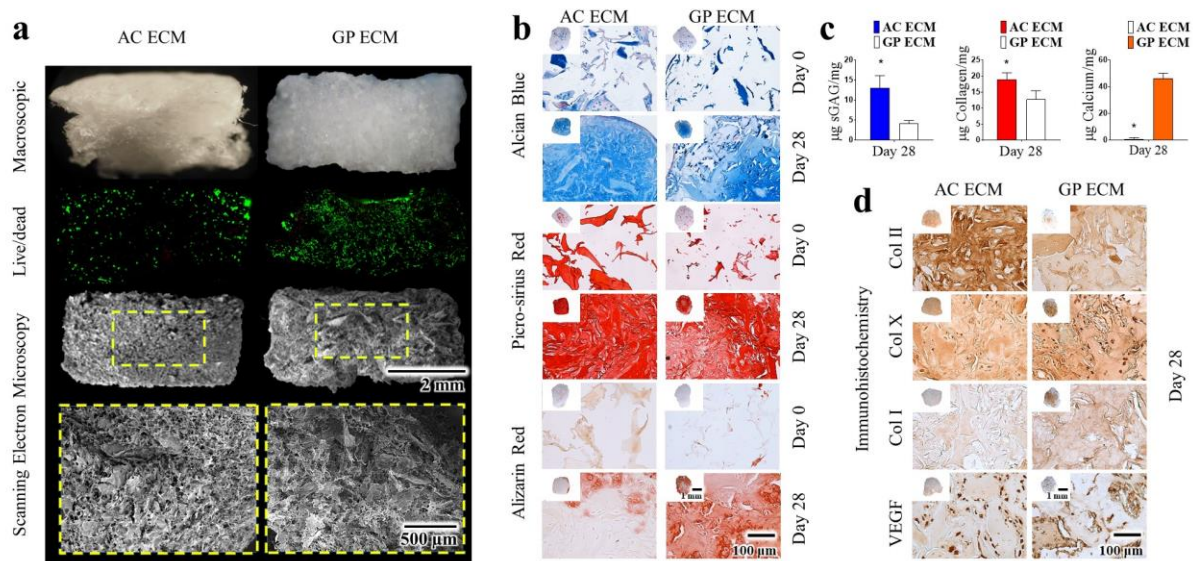 a
AC ECM
GP ECM
Macroscopic
Live/dead
Scanning Electron Microscopy
2 mm
500 µm
b
AC ECM
GP ECM
Alcian Blue
Day 0
Day 28
Picro-sirius Red
Day 0
Day 28
Alizarin Red
Day 0
Day 28
1 mm
100 µm
c
AC ECM
GP ECM
µg sGAG/mg
20
15
10
5
0
*
Day 28
AC ECM
GP ECM
µg Collagen/mg
25
20
15
10
5
0
*
Day 28
AC ECM
GP ECM
µg Calcium/mg
60
40
20
0
*
Day 28
d
AC ECM
GP ECM
Immunohistochemistry
Col II
Col X
Col I
VEGF
Day 28
1 mm
100 µm